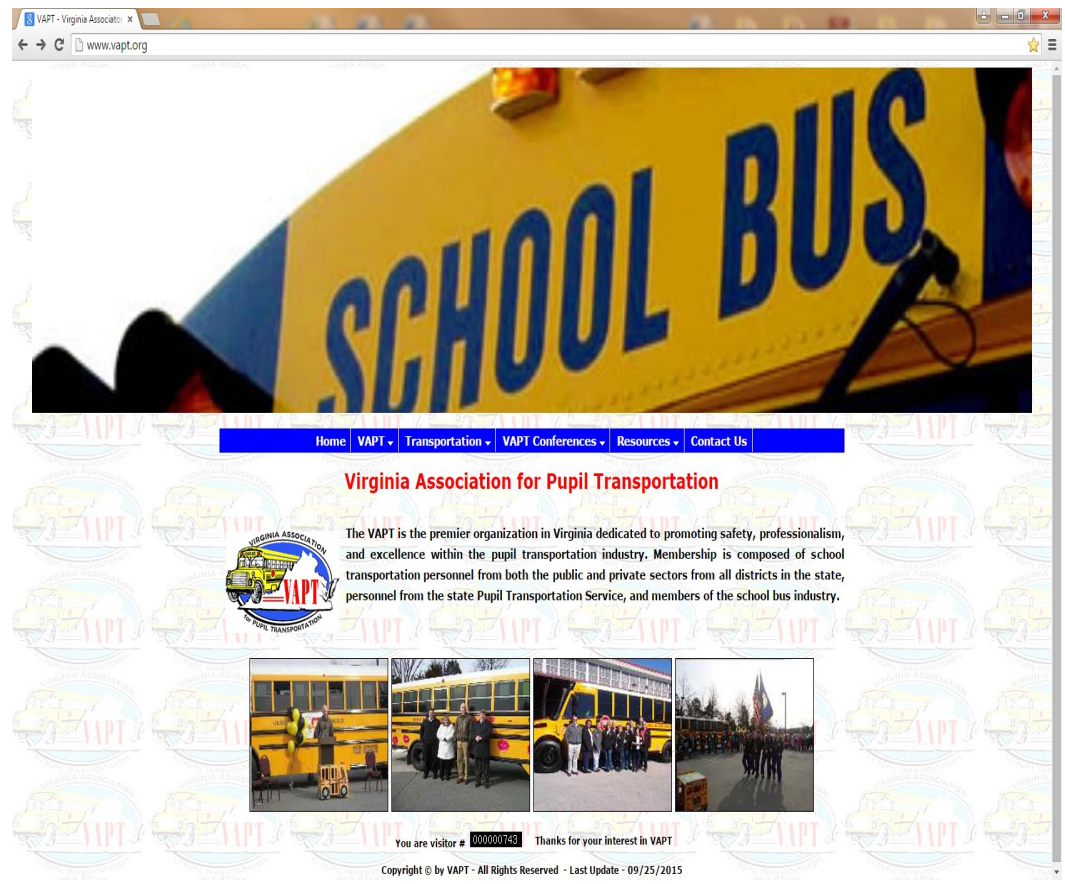 VAPT - Virginia Associatio
www.vapt.org
SCHOOL BUS
Home VAPT Transportation VAPT Conferences Resources Contact Us
Virginia Association for Pupil Transportation
VIRGINIA ASSOCIATION
VAPT
for PUPIL TRANSPORTATION
The VAPT is the premier organization in Virginia dedicated to promoting safety, professionalism,
and excellence within the pupil transportation industry. Membership is composed of school
transportation personnel from both the public and private sectors from all districts in the state,
personnel from the state Pupil Transportation Service, and members of the school bus industry.
You are visitor # 000000743 Thanks for your interest in VAPT
Copyright © by VAPT - All Rights Reserved - Last Update - 09/25/2015